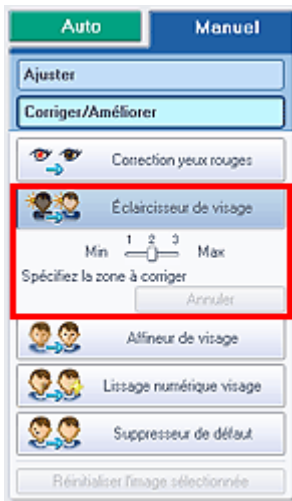 Auto Manuel
Ajuster
Corriger/Améliorer
Correction yeux rouges
Éclaircisseur de visage
1 2 3
Min Max
Spécifiez la zone à corriger
Annuler
Affineur de visage
Lissage numérique visage
Suppresseur de défaut
Réinitialiser l'image sélectionnée